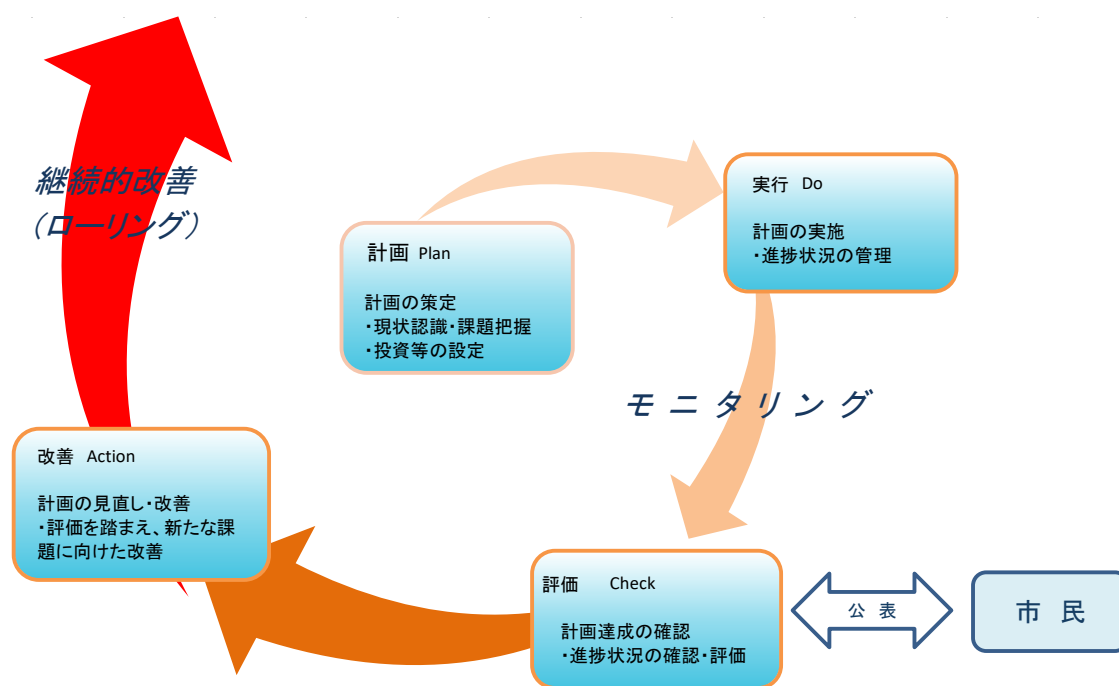 継続的改善
(ローリング)
計画 Plan
計画の策定
・現状認識・課題把握
・投資等の設定
実行 Do
計画の実施
・進捗状況の管理
モニタリング
改善 Action
計画の見直し・改善
・評価を踏まえ、新たな課
題に向けた改善
評価 Check
計画達成の確認
・進捗状況の確認・評価
公 表
市 民